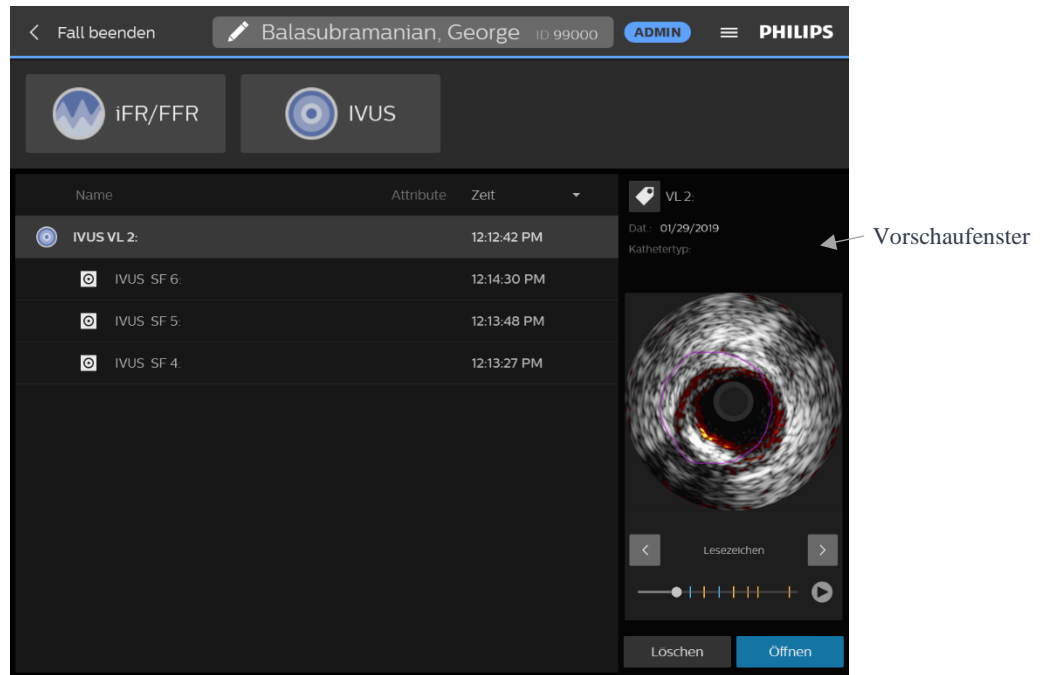 Fall beenden
Balasubramanian, George ID 99000
ADMIN
PHILIPS
iFR/FFR
IVUS
Name Attribute Zeit
IVUS VL 2: 12:12:42 PM
IVUS SF 6: 12:14:30 PM
IVUS SF 5: 12:13:48 PM
IVUS SF 4: 12:13:27 PM
VL 2:
Dat.: 01/29/2019
Kathetertyp:
Vorschaufenster
Lesezeichen
Löschen
Öffnen